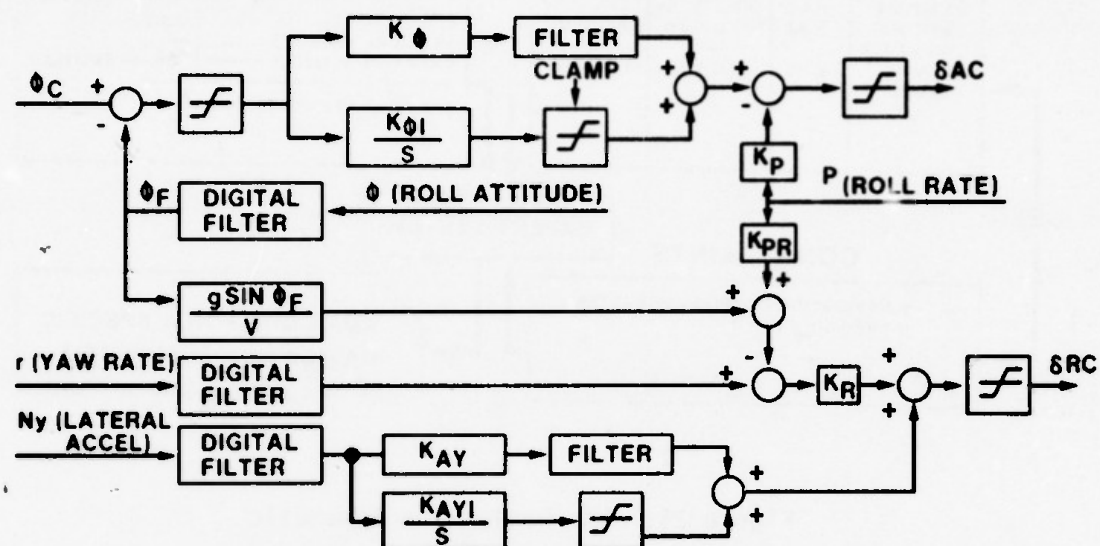 K Φ
FILTER
CLAMP
ΦC
+
-
+
+
+
-
δAC
KΦI
S
KP
P (ROLL RATE)
ΦF
DIGITAL
FILTER
Φ (ROLL ATTITUDE)
KPR
+
+
g SIN ΦF
V
r (YAW RATE)
DIGITAL
FILTER
-
+
KR
+
+
δRC
Ny (LATERAL
ACCEL)
DIGITAL
FILTER
KAY
FILTER
+
+
KAYI
S